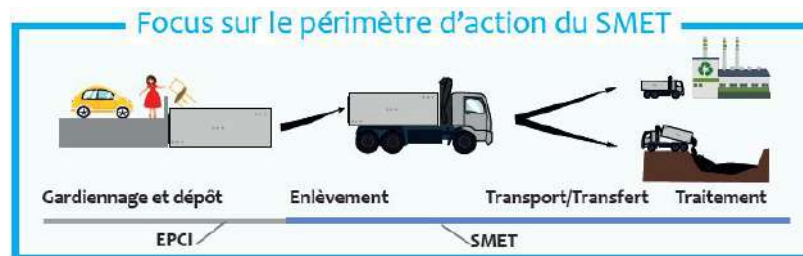 Focus sur le périmètre d'action du SMET
Gardiennage et dépôt Enlèvement Transport/Transfert Traitement
EPCI SMET